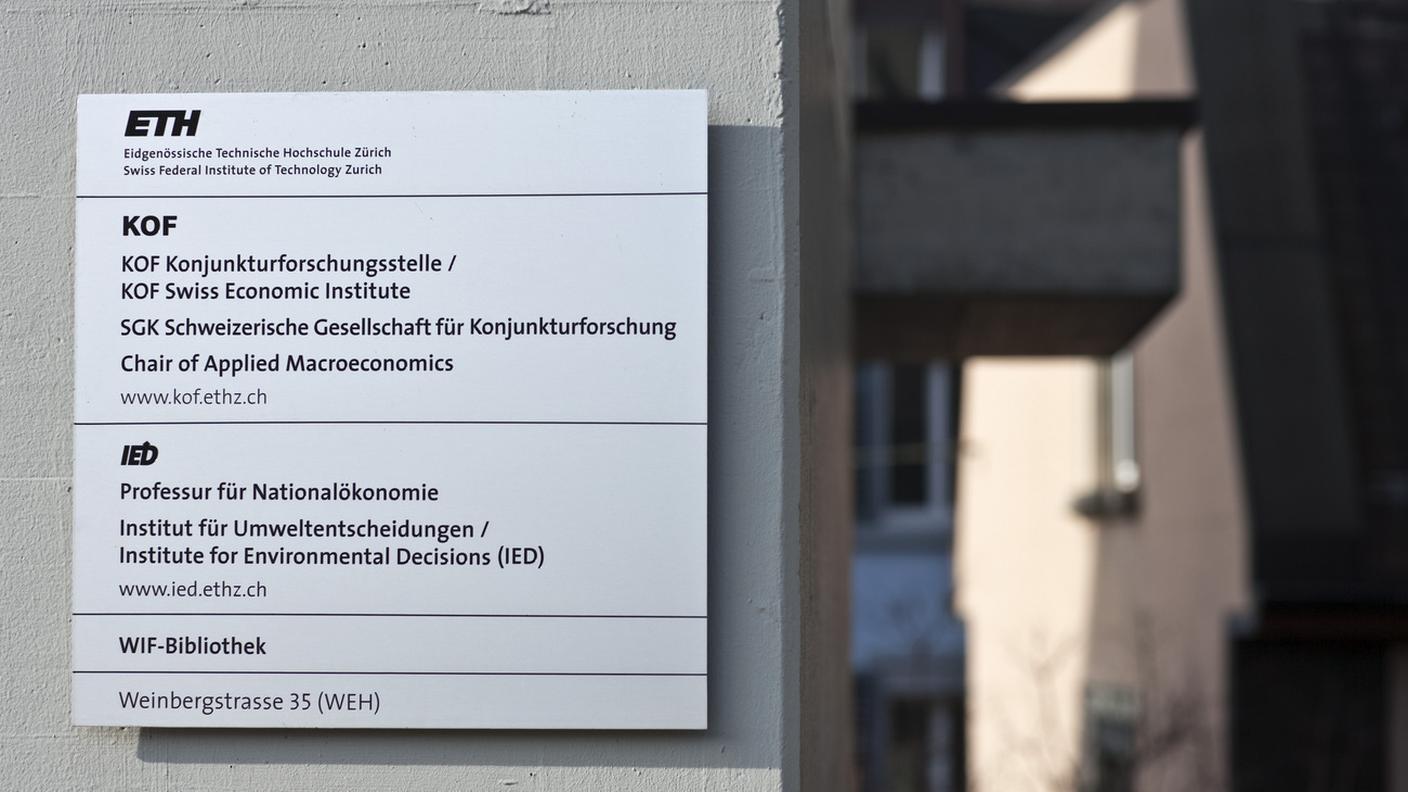 ETH
Eidgenössische Technische Hochschule Zürich
Swiss Federal Institute of Technology Zurich
KOF
KOF Konjunkturforschungsstelle /
KOF Swiss Economic Institute
SGK Schweizerische Gesellschaft für Konjunkturforschung
Chair of Applied Macroeconomics
www.kof.ethz.ch
IED
Professur für Nationalökonomie
Institut für Umweltentscheidungen /
Institute for Environmental Decisions (IED)
www.ied.ethz.ch
WIF-Bibliothek
Weinbergstrasse 35 (WEH)